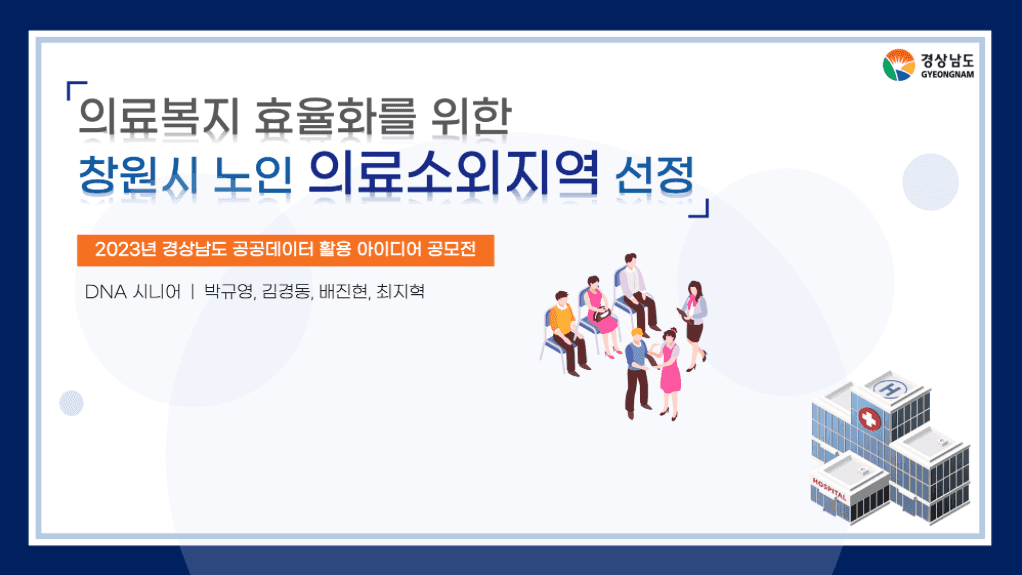 경상남도
GYEONGNAM
의료복지 효율화를 위한
창원시 노인 의료소외지역 선정
2023년 경상남도 공공데이터 활용 아이디어 공모전
DNA 시니어 | 박규영, 김경동, 배진현, 최지혁
H
HOSPITAL